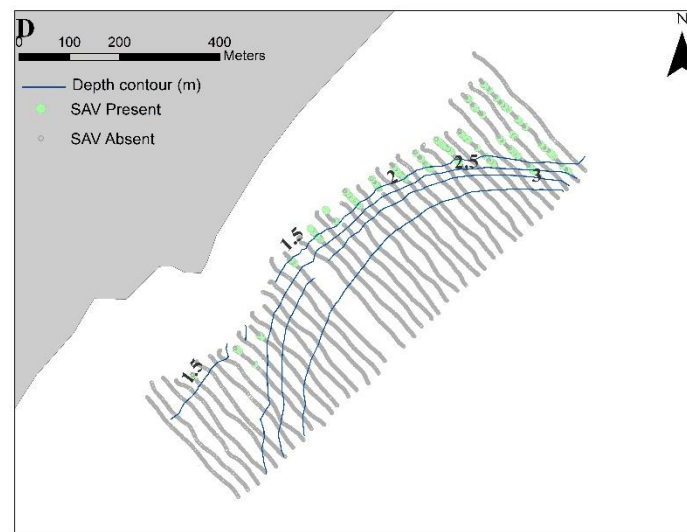 D
0 100 200 400
Meters
Depth contour (m)
SAV Present
SAV Absent
N
2
2.5
3
1.5
1.5